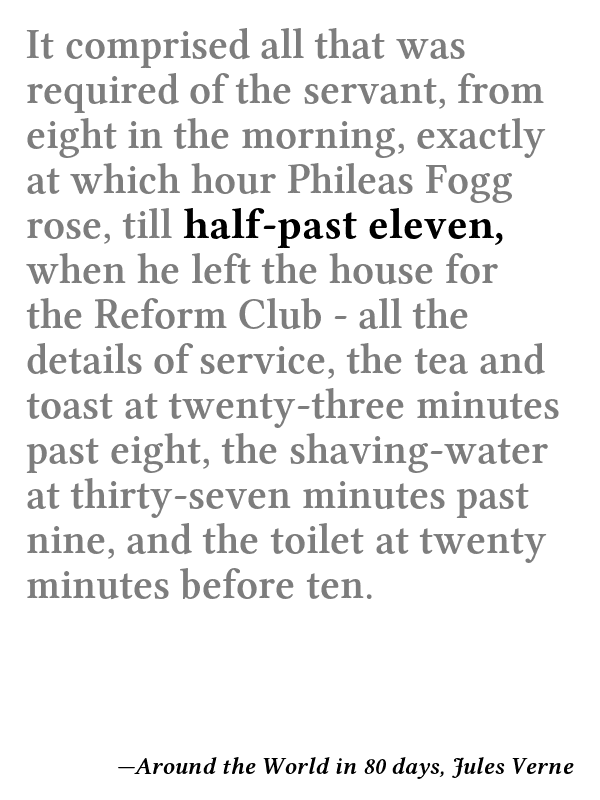 It comprised all that was
required of the servant, from
eight in the morning, exactly
at which hour Phileas Fogg
rose, till half-past eleven,
when he left the house for
the Reform Club - all the
details of service, the tea and
toast at twenty-three minutes
past eight, the shaving-water
at thirty-seven minutes past
nine, and the toilet at twenty
minutes before ten.
—Around the World in 80 days, Jules Verne